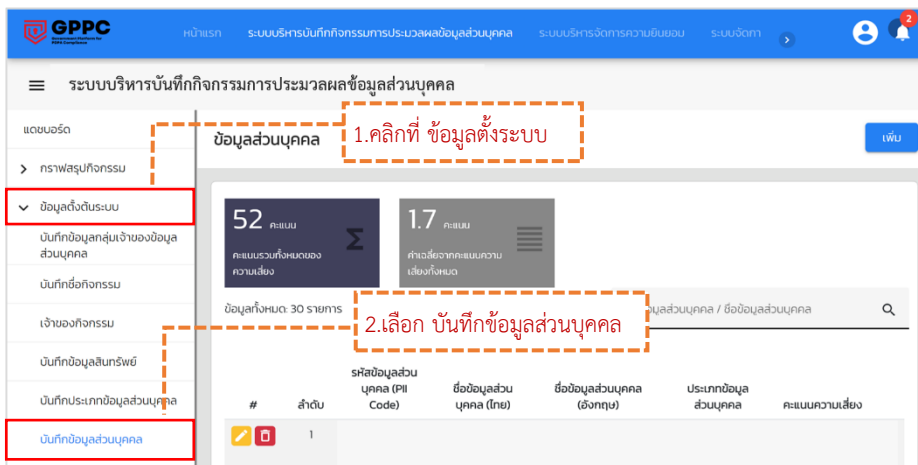 GPPC
Government Platform for
PDPA Compliance
หน้าแรก ระบบบริหารบันทึกกิจกรรมการประมวลผลข้อมูลส่วนบุคคล ระบบบริหารจัดการความยินยอม ระบบจัดกา
2
ระบบบริหารบันทึกกิจกรรมการประมวลผลข้อมูลส่วนบุคคล
แดชบอร์ด
กราฟสรุปกิจกรรม
ข้อมูลตั้งต้นระบบ
บันทึกข้อมูลกลุ่มเจ้าของข้อมูล
ส่วนบุคคล
บันทึกชื่อกิจกรรม
เจ้าของกิจกรรม
บันทึกข้อมูลสินทรัพย์
บันทึกประเภทข้อมูลส่วนบุคคล
บันทึกข้อมูลส่วนบุคคล
ข้อมูลส่วนบุคคล
1.คลิกที่ ข้อมูลตั้งระบบ
เพิ่ม
52 คะแนน
คะแนนรวมทั้งหมดของ
ความเสี่ยง
Σ
1.7 คะแนน
ค่าเฉลี่ยจากคะแนนความ
เสี่ยงทั้งหมด
ข้อมูลทั้งหมด: 30 รายการ
2.เลือก บันทึกข้อมูลส่วนบุคคล
มูลส่วนบุคคล / ชื่อข้อมูลส่วนบุคคล
# ลำดับ
รหัสข้อมูลส่วน
บุคคล (PII
Code)
ชื่อข้อมูลส่วน
บุคคล (ไทย)
ชื่อข้อมูลส่วนบุคคล
(อังกฤษ)
ประเภทข้อมูล
ส่วนบุคคล
คะแนนความเสี่ยง
1